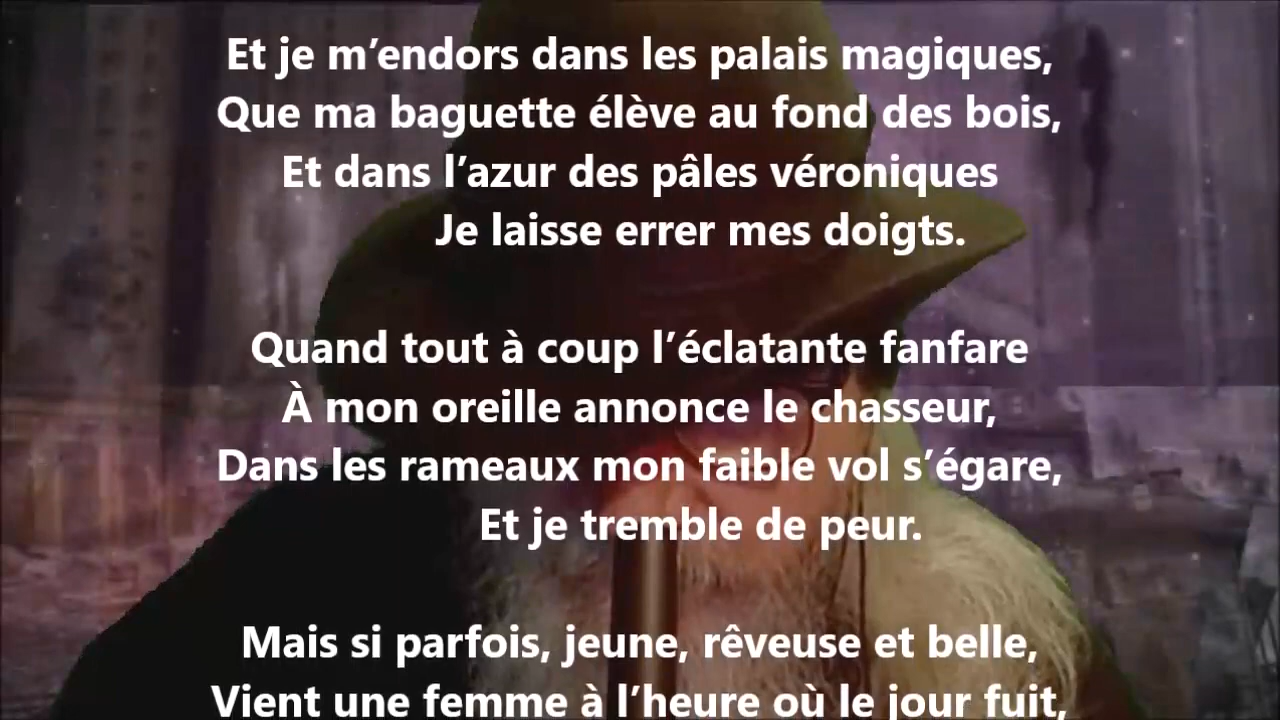 Et je m’endors dans les palais magiques,
Que ma baguette élève au fond des bois,
Et dans l’azur des pâles véroniques
Je laisse errer mes doigts.
Quand tout à coup l’éclatante fanfare
À mon oreille annonce le chasseur,
Dans les rameaux mon faible vol s’égare,
Et je tremble de peur.
Mais si parfois, jeune, rêveuse et belle,
Vient une femme à l’heure où le jour fuit,